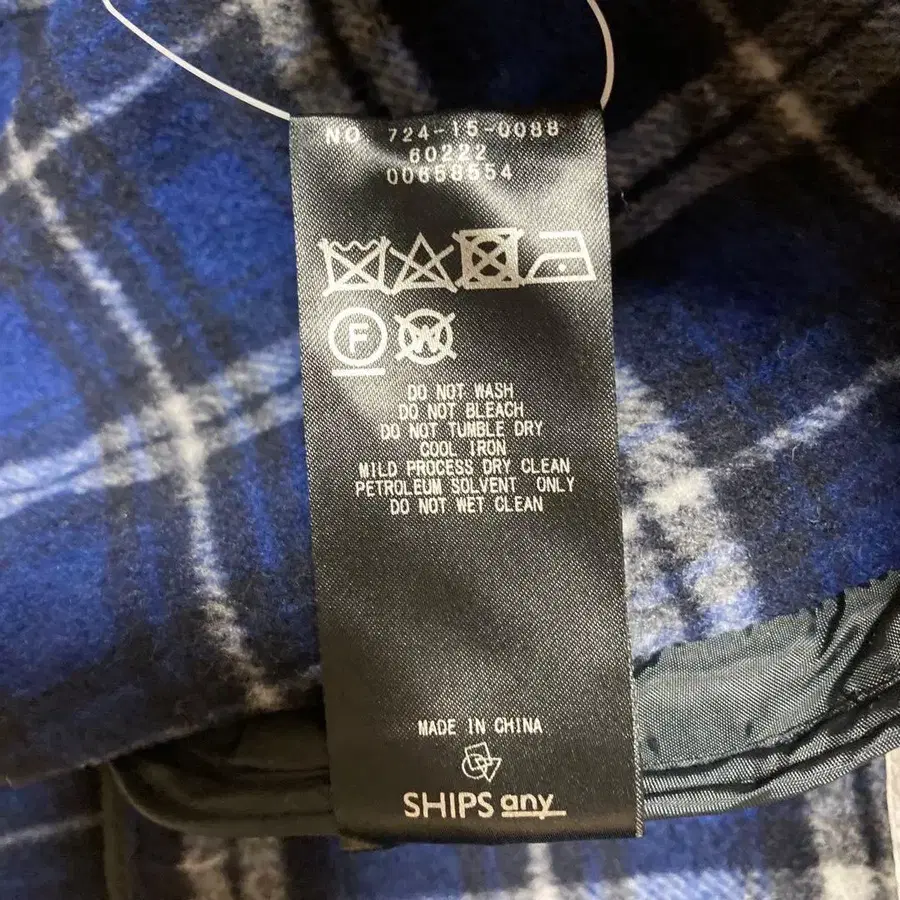 NO. 724-15-0088
60222
00658554
F
W
DO NOT WASH
DO NOT BLEACH
DO NOT TUMBLE DRY
COOL IRON
MILD PROCESS DRY CLEAN
PETROLEUM SOLVENT ONLY
DO NOT WET CLEAN
MADE IN CHINA
SHIPS any